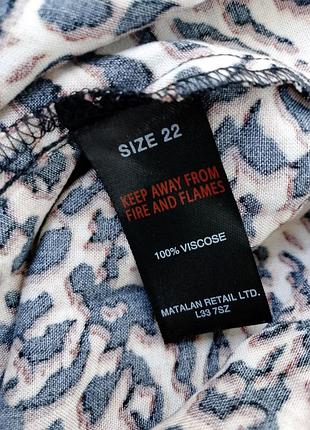 SIZE 22
KEEP AWAY FROM
FIRE AND FLAMES
100% VISCOSE
MATALAN RETAIL LTD.
L33 7SZ